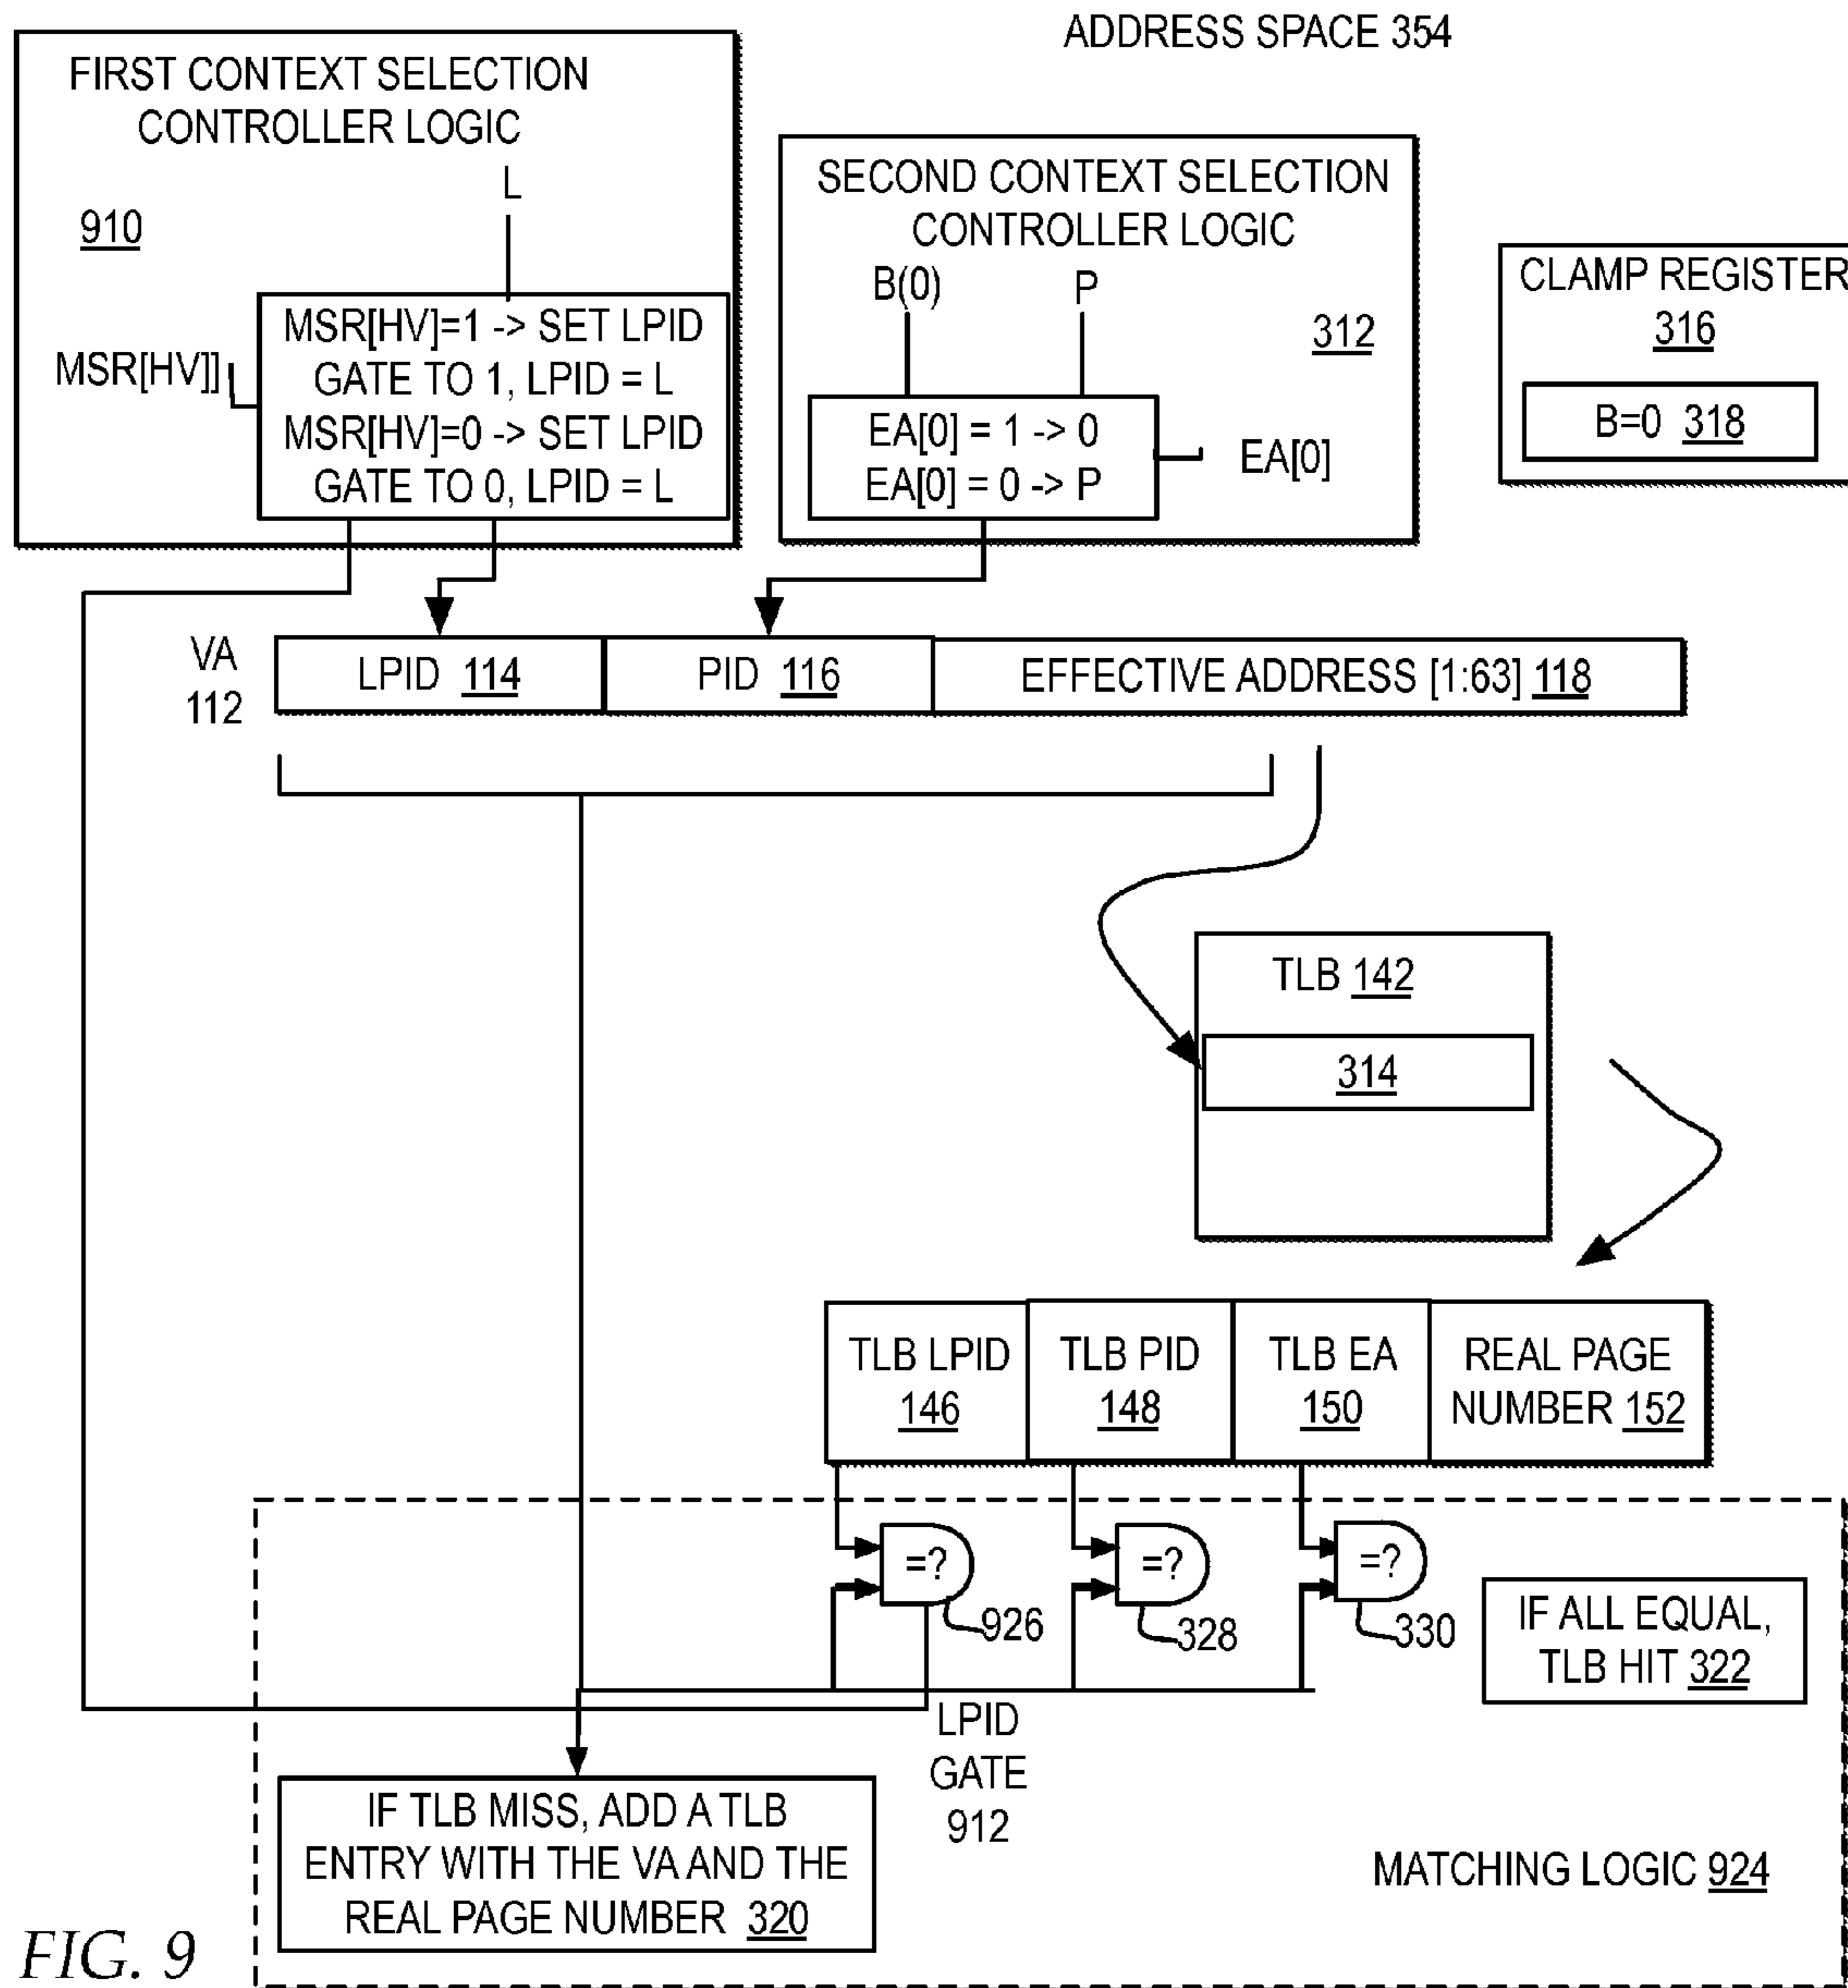 ADDRESS SPACE 354
FIRST CONTEXT SELECTION
CONTROLLER LOGIC
L
910
MSR[HV]]
MSR[HV]=1 -> SET LPID
GATE TO 1, LPID = L
MSR[HV]=0 -> SET LPID
GATE TO 0, LPID = L
SECOND CONTEXT SELECTION
CONTROLLER LOGIC
B(0)
P
312
EA[0] = 1 -> 0
EA[0] = 0 -> P
EA[0]
CLAMP REGISTER
316
B=0 318
VA
112
LPID 114
PID 116
EFFECTIVE ADDRESS [1:63] 118
TLB 142
314
TLB LPID
146
TLB PID
148
TLB EA
150
REAL PAGE
NUMBER 152
=?
=?
=?
926
328
330
IF ALL EQUAL,
TLB HIT 322
LPID
GATE
912
IF TLB MISS, ADD A TLB
ENTRY WITH THE VA AND THE
REAL PAGE NUMBER 320
MATCHING LOGIC 924
FIG. 9